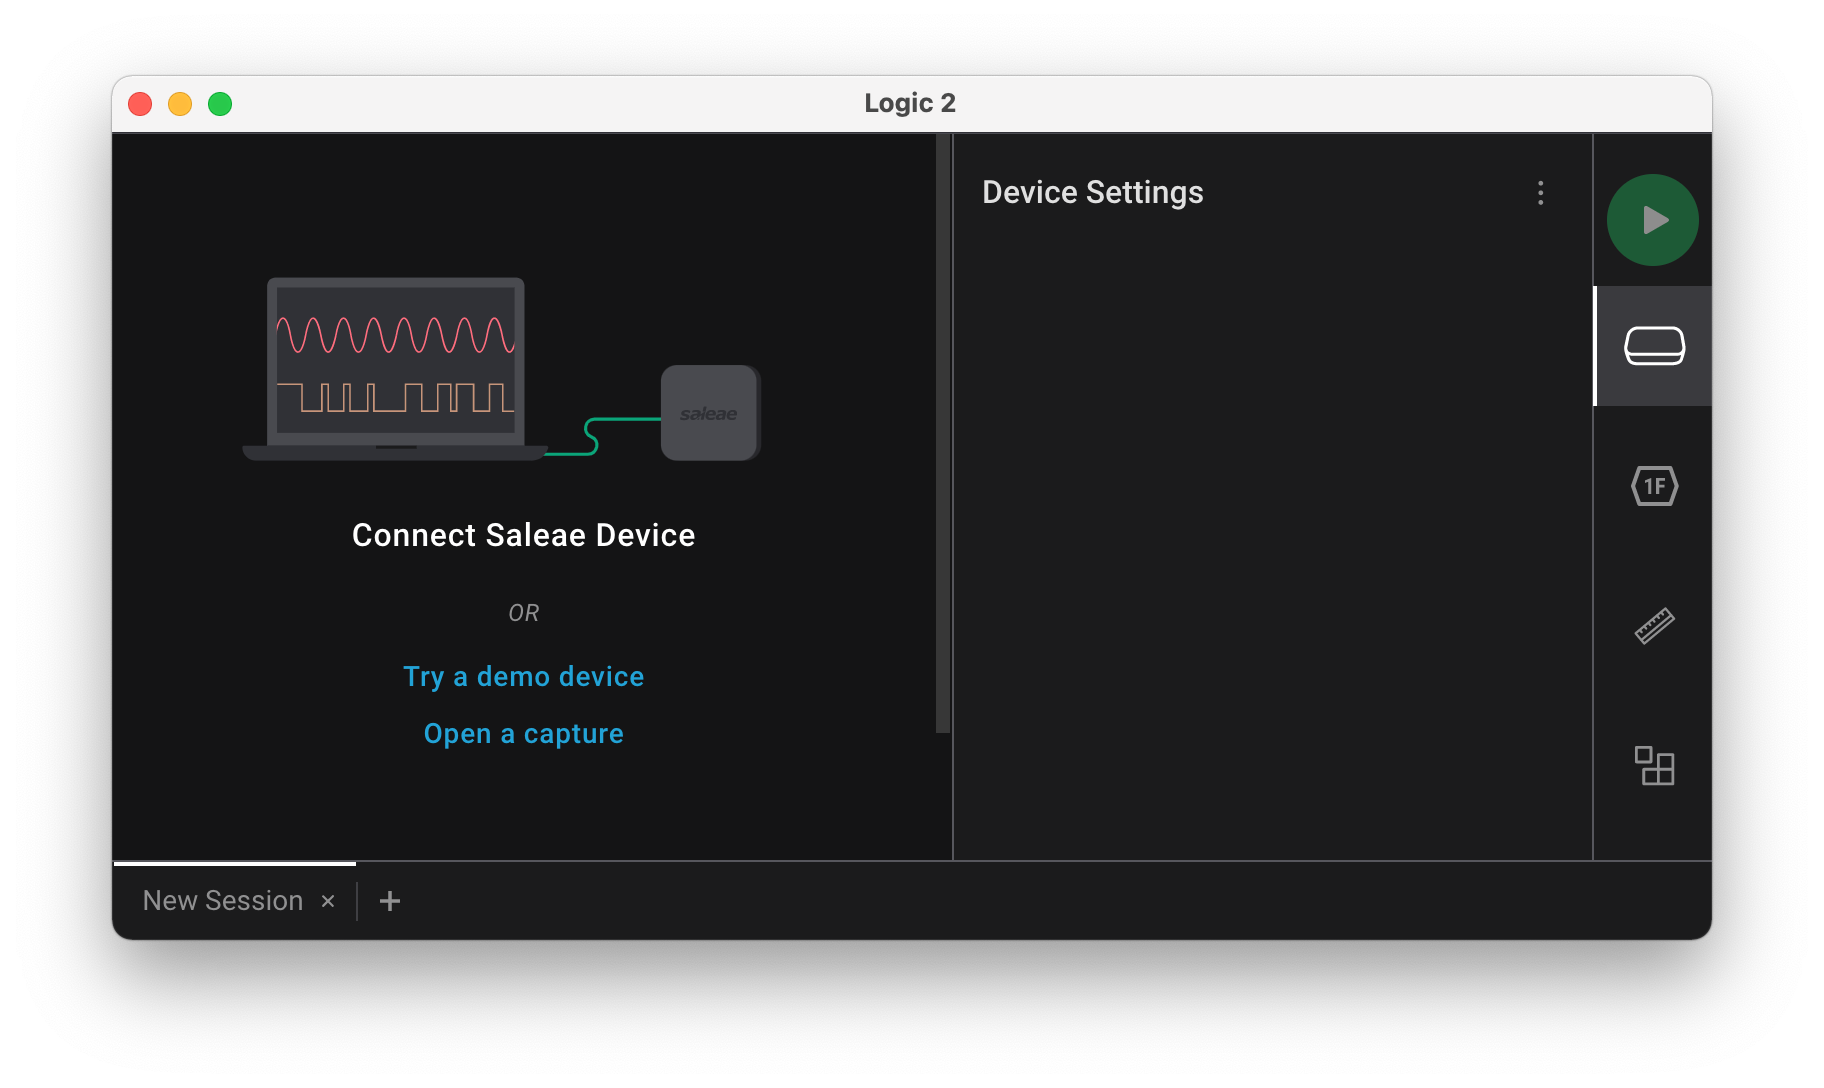 Logic 2
saleae
Connect Saleae Device
OR
Try a demo device
Open a capture
Device Settings
1F
New Session